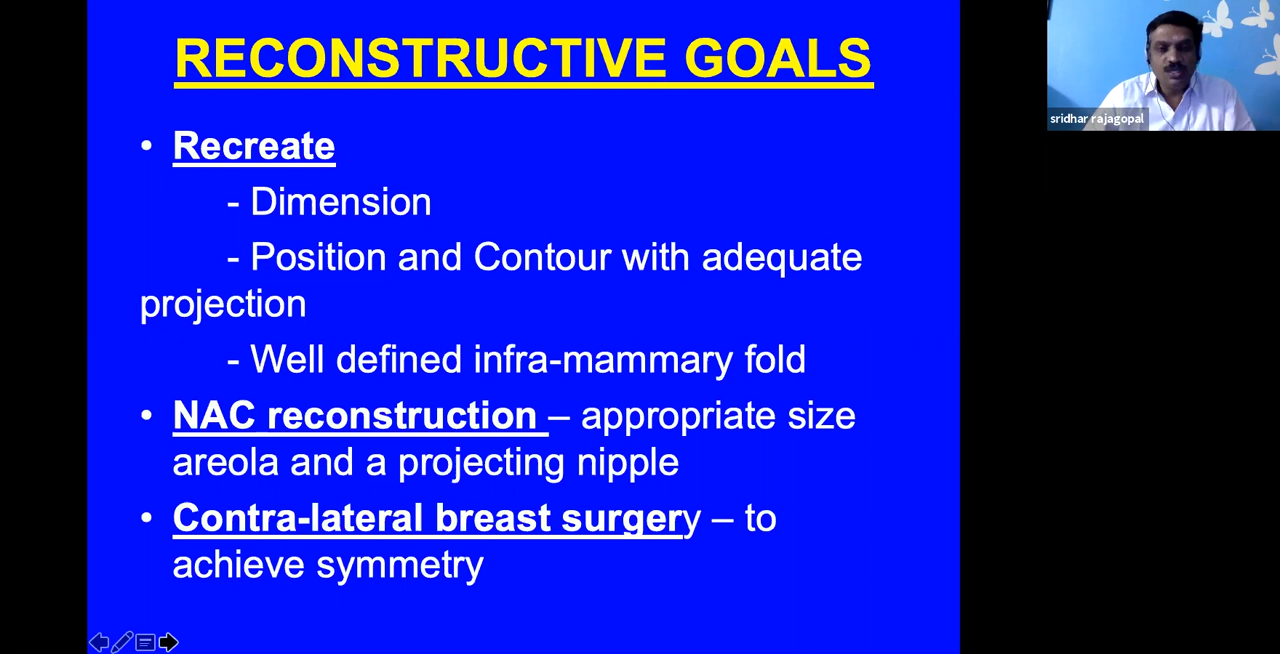 RECONSTRUCTIVE GOALS
• Recreate
- Dimension
- Position and Contour with adequate
projection
- Well defined infra-mammary fold
• NAC reconstruction – appropriate size
areola and a projecting nipple
• Contra-lateral breast surgery – to
achieve symmetry
sridhar rajagopal